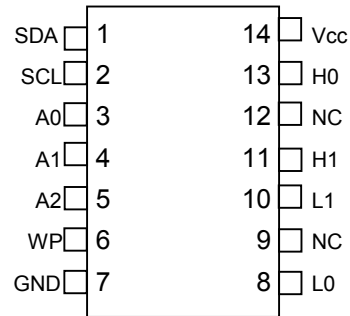 SDA 1 14 Vcc
SCL 2 13 H0
A0 3 12 NC
A1 4 11 H1
A2 5 10 L1
WP 6 9 NC
GND 7 8 L0